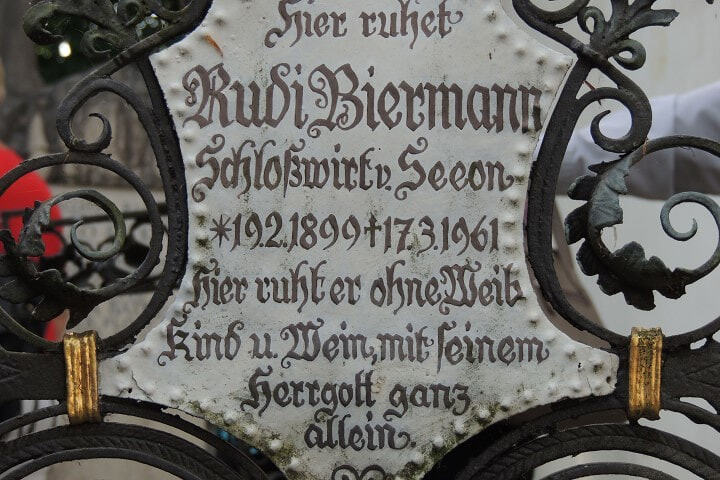 Hier ruhet
Rudi Biermann
Schloßwirt v. Seeon
*19.2.1899 †17.3.1961
Hier ruht er ohne Weib
Kind u. Wein, mit seinem
Herrgott ganz
allein.